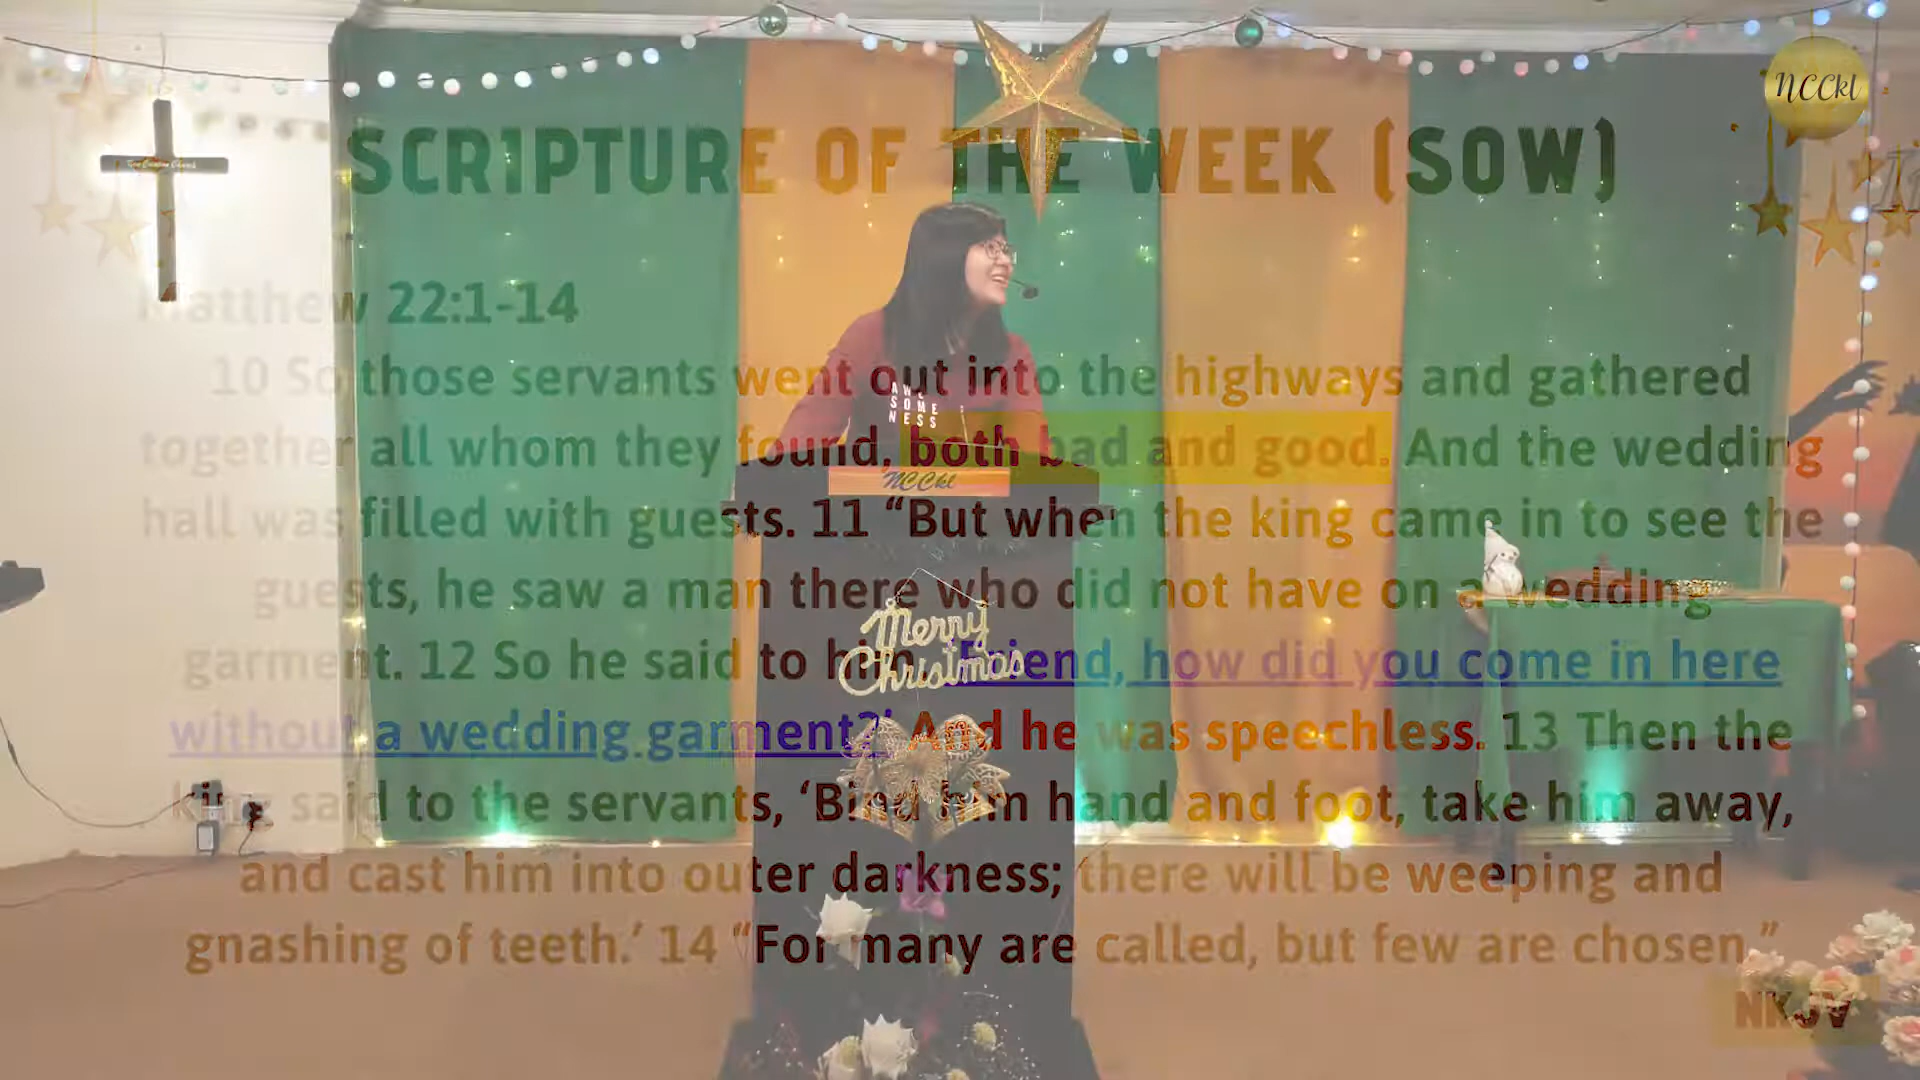 NCCkl
SCRIPTURE OF THE WEEK (SOW)
Matthew 22:1-14
10 So those servants went out into the highways and gathered
together all whom they found, both bad and good. And the wedding
hall was filled with guests. 11 “But when the king came in to see the
guests, he saw a man there who did not have on a wedding
garment. 12 So he said to him, ‘Friend, how did you come in here
without a wedding garment?’ And he was speechless. 13 Then the
king said to the servants, ‘Bind him hand and foot, take him away,
and cast him into outer darkness; there will be weeping and
gnashing of teeth.’ 14 “For many are called, but few are chosen.”
NKJV
AWE
SOME
NESS
NCCkl
Merry
Christmas